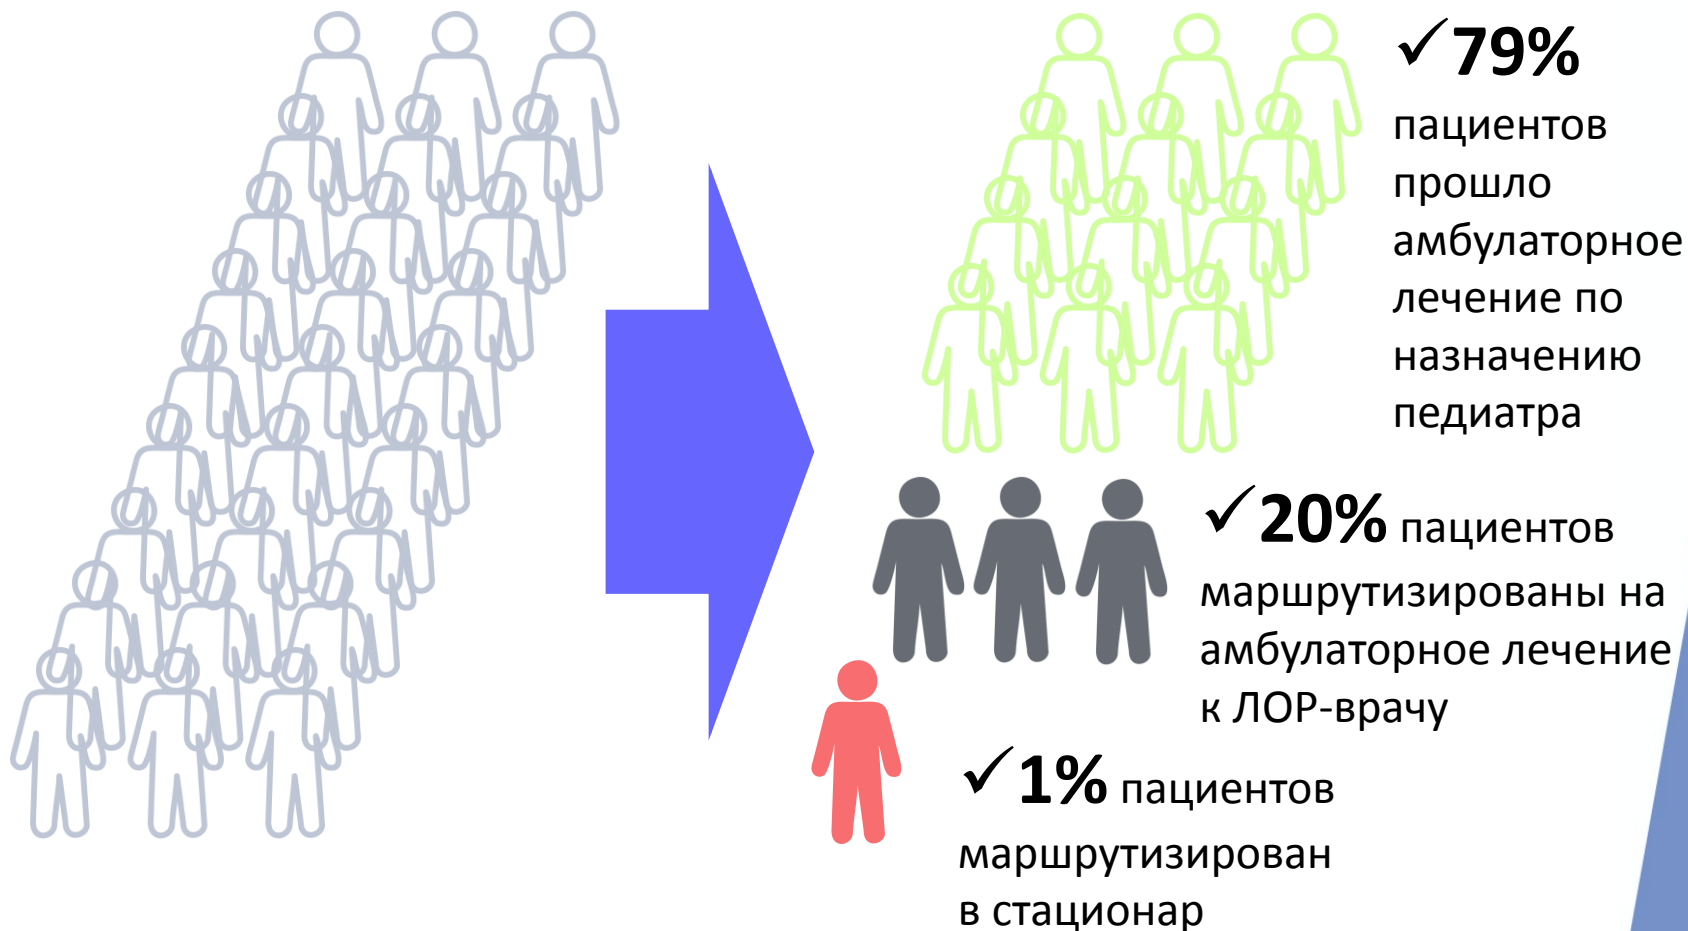 ✓79%
пациентов
прошло
амбулаторное
лечение по
назначению
педиатра
✓20% пациентов
маршрутизированы на
амбулаторное лечение
к ЛОР-врачу
✓1% пациентов
маршрутизирован
в стационар